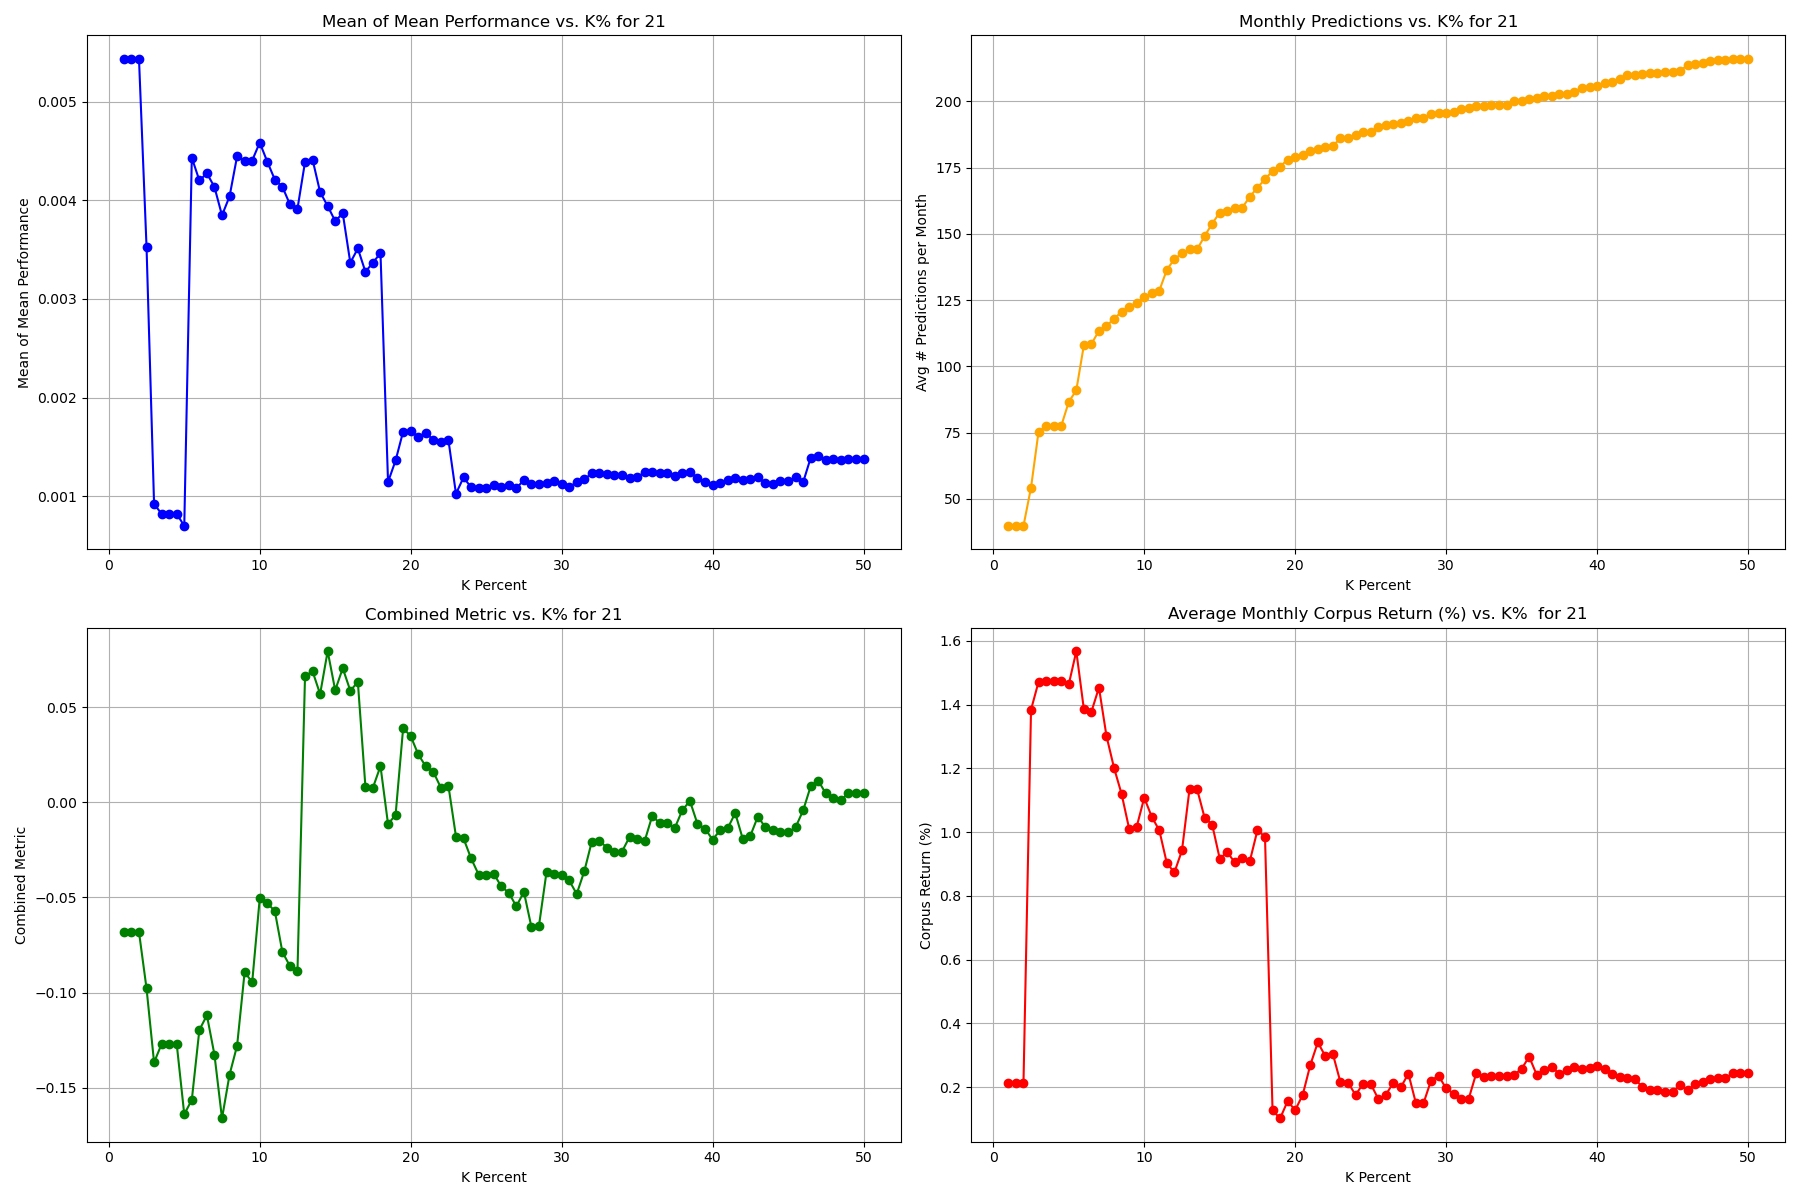 Mean of Mean Performance vs. K% for 21
Mean of Mean Performance
0.005
0.004
0.003
0.002
0.001
0 10 20 30 40 50
K Percent
Monthly Predictions vs. K% for 21
Avg # Predictions per Month
200
175
150
125
100
75
50
0 10 20 30 40 50
K Percent
Combined Metric vs. K% for 21
Combined Metric
0.05
0.00
−0.05
−0.10
−0.15
0 10 20 30 40 50
K Percent
Average Monthly Corpus Return (%) vs. K%  for 21
Corpus Return (%)
1.6
1.4
1.2
1.0
0.8
0.6
0.4
0.2
0 10 20 30 40 50
K Percent